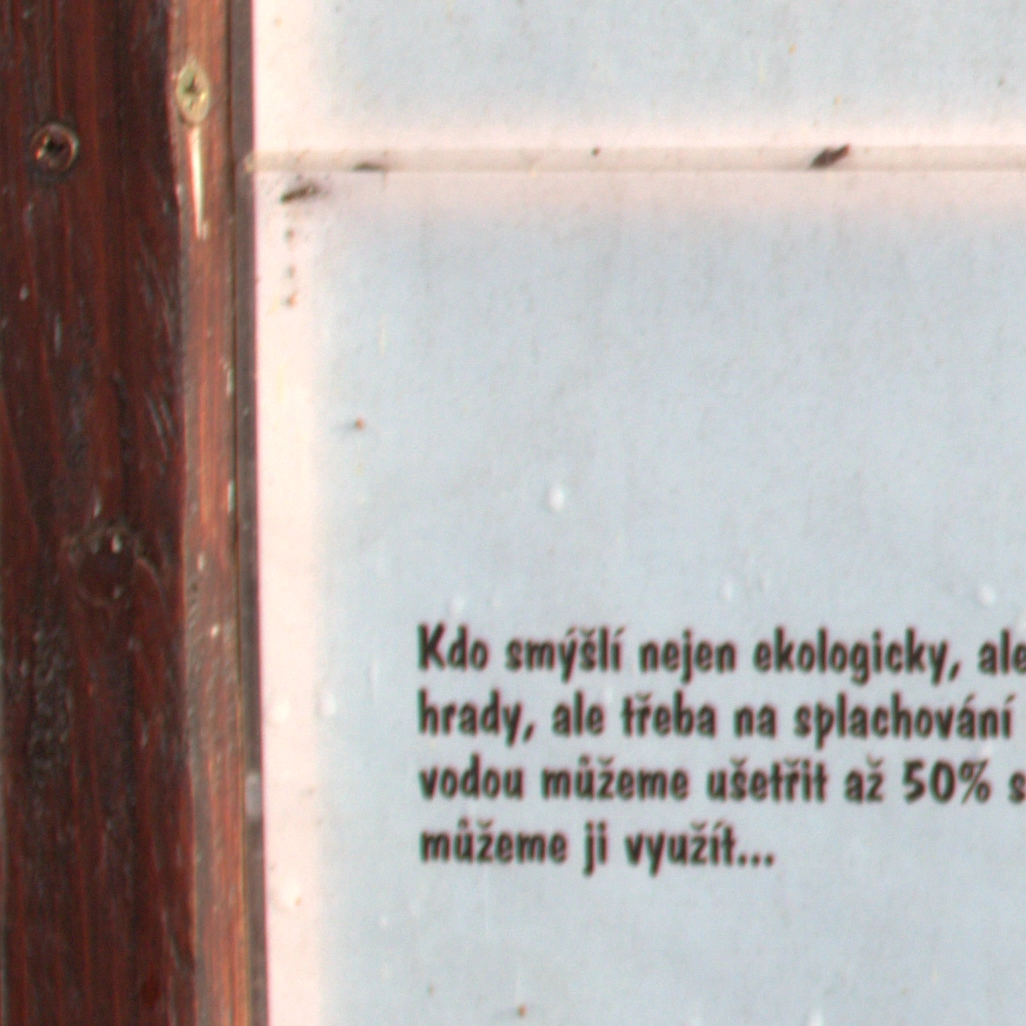 Kdo smýšlí nejen ekologicky, ale
hrady, ale třeba na splachování
vodou můžeme ušetřit až 50%
můžeme ji využít...